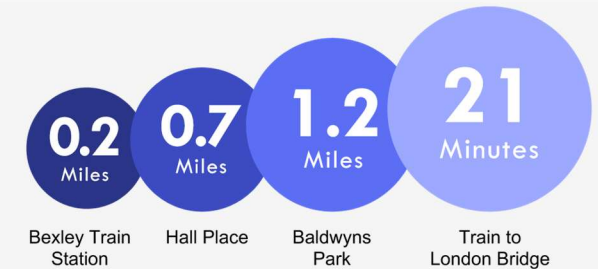 0.2
Miles
0.7
Miles
1.2
Miles
21
Minutes
Bexley Train
Station
Hall Place
Baldwyns
Park
Train to
London Bridge